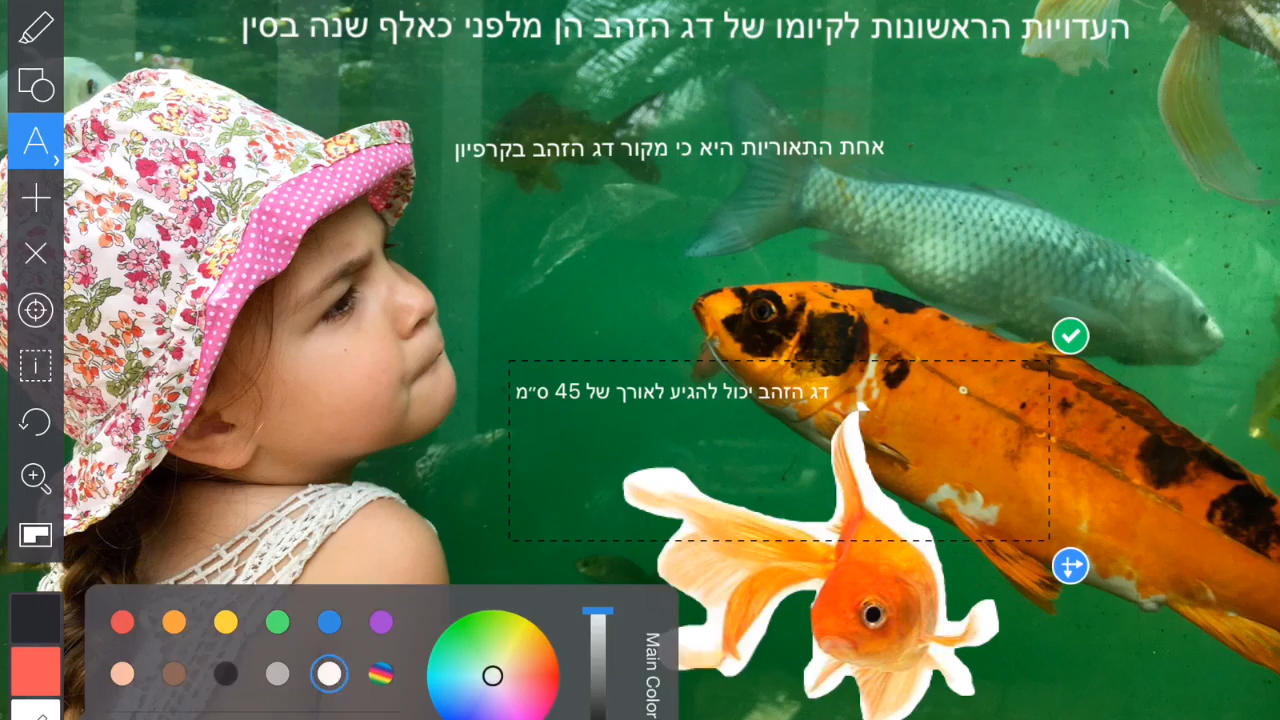 העדויות הראשונות לקיומו של דג הזהב הן מלפני כאלף שנה בסין
אחת התאוריות היא כי מקור דג הזהב בקרפיון
דג הזהב יכול להגיע לאורך של 45 ס״מ
A
i
Main Color